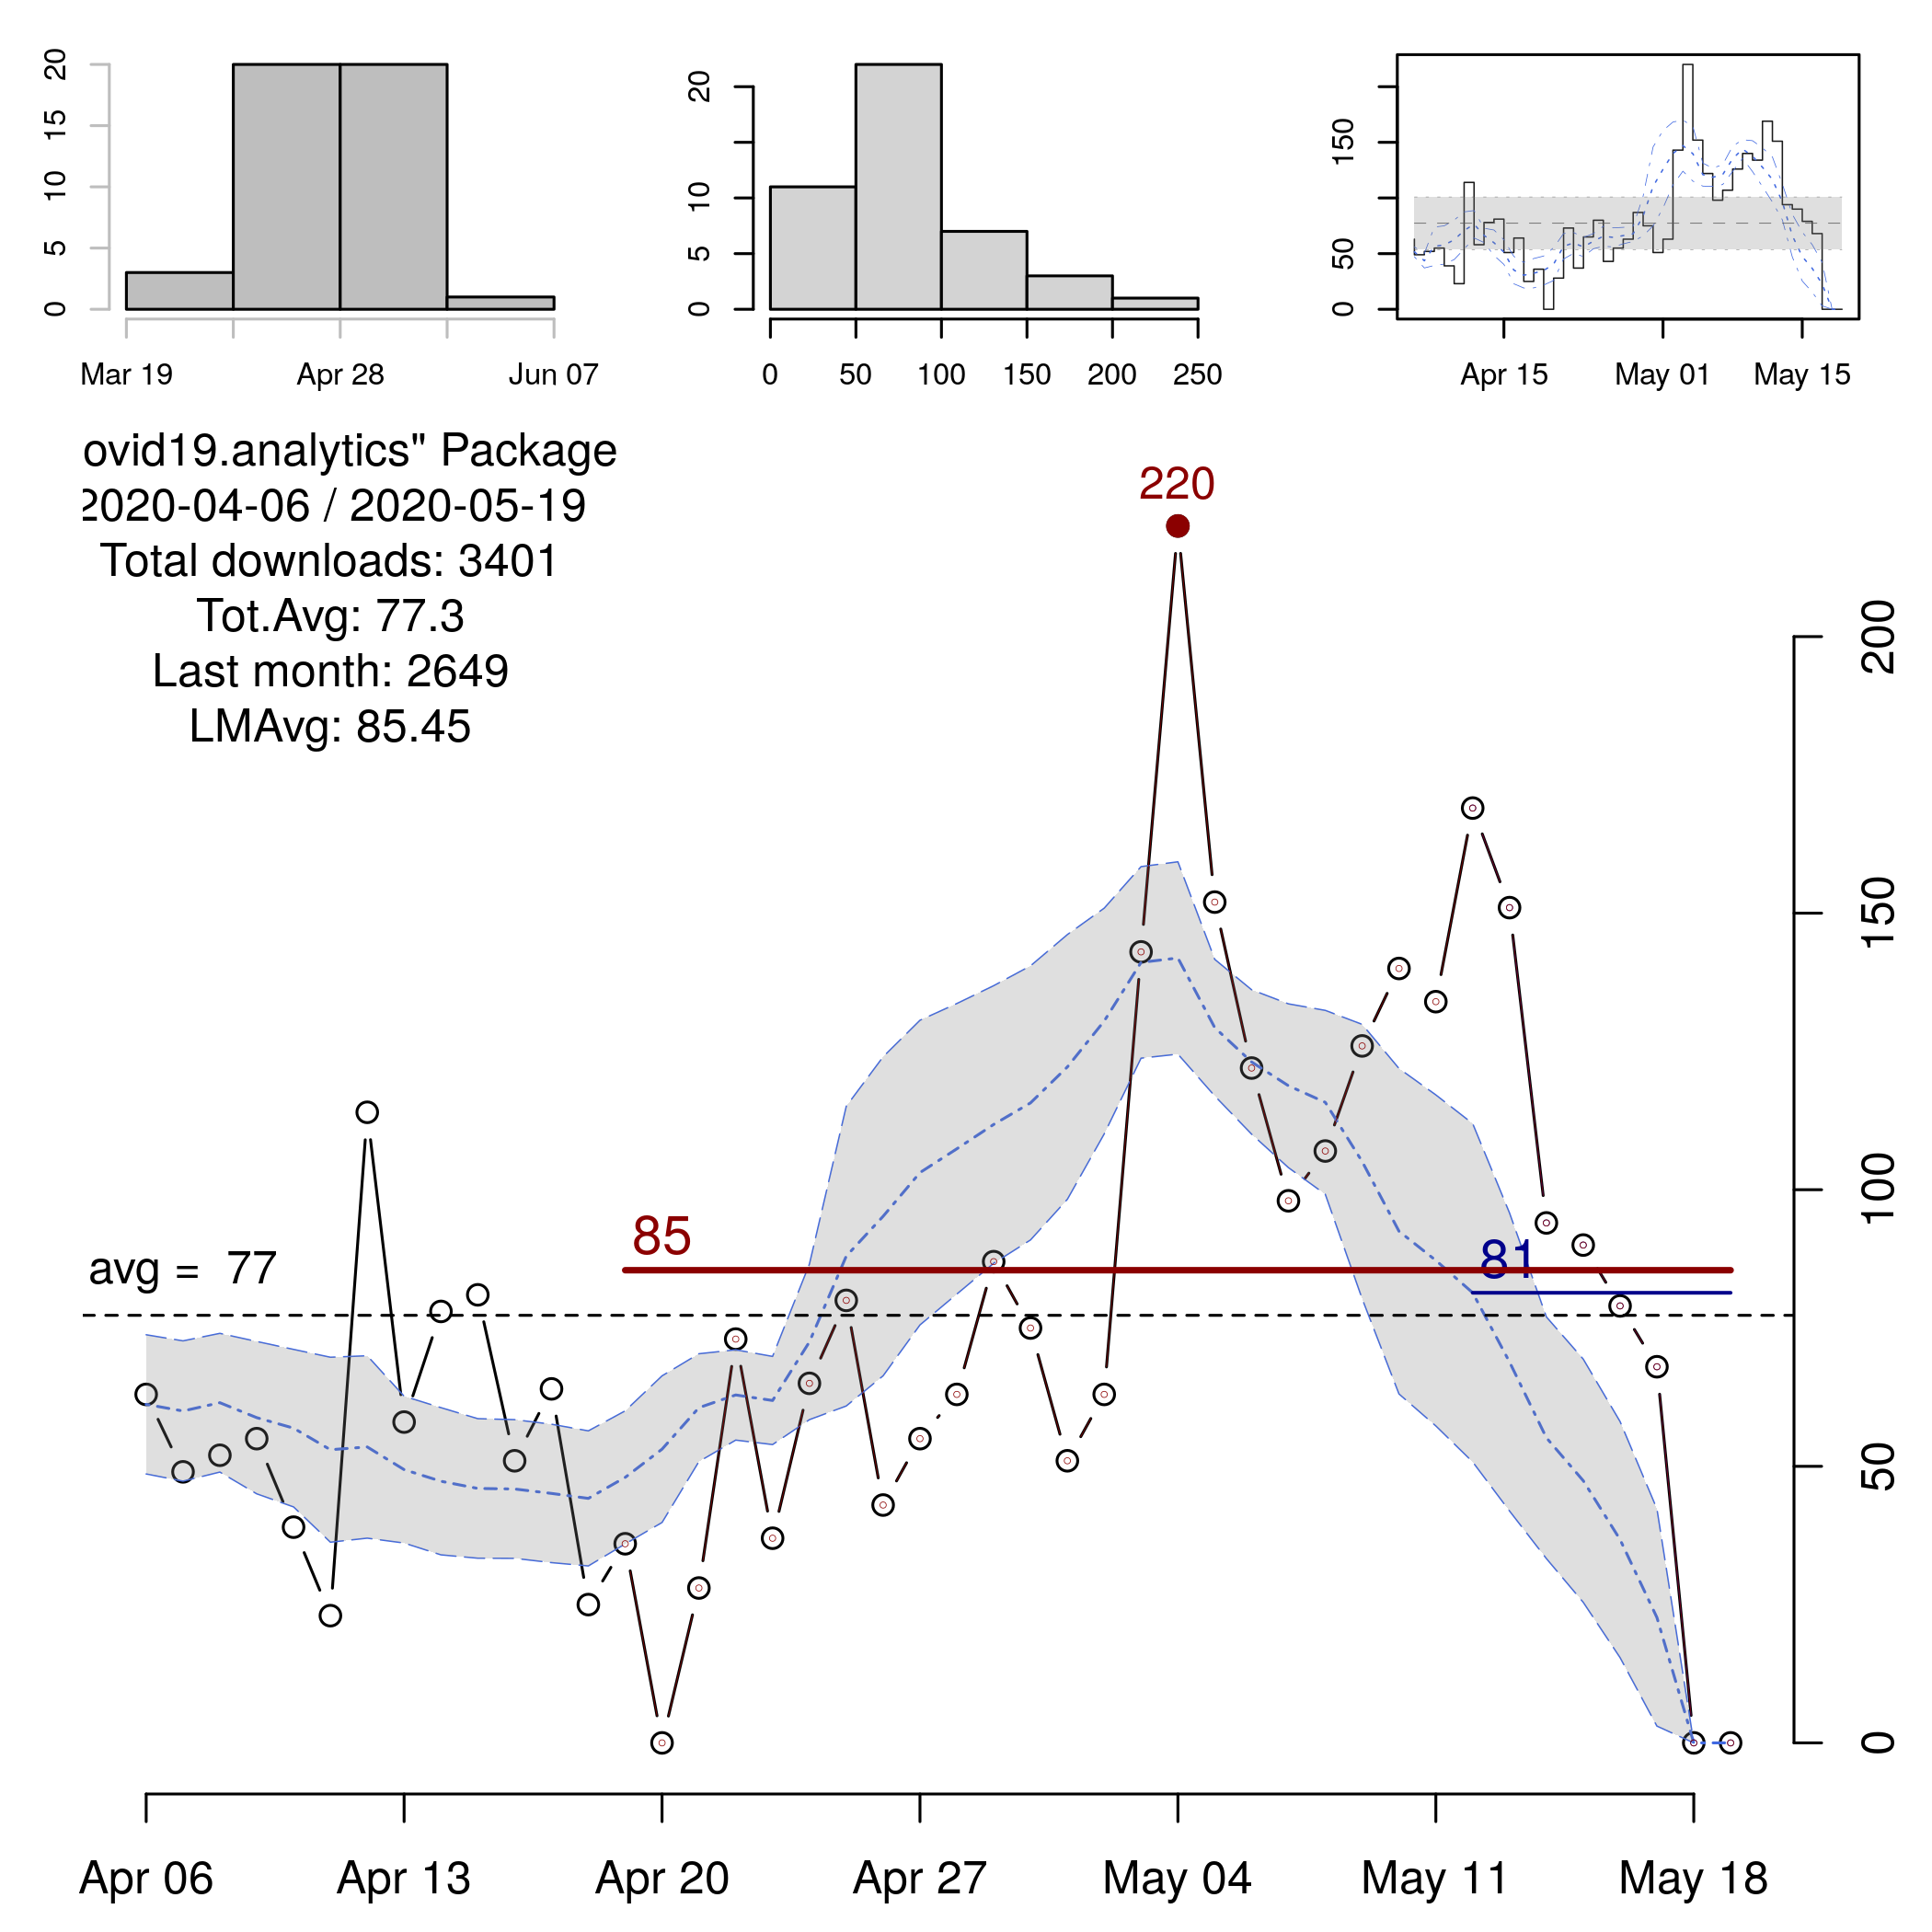 20
15
10
5
0
Mar 19 Apr 28 Jun 07
20
10
5
0
0 50 100 150 200 250
150
50
0
Apr 15 May 01 May 15
ovid19.analytics" Package
2020-04-06 / 2020-05-19
Total downloads: 3401
Tot.Avg: 77.3
Last month: 2649
LMAvg: 85.45
220
85
81
avg = 77
200
150
100
50
0
Apr 06 Apr 13 Apr 20 Apr 27 May 04 May 11 May 18